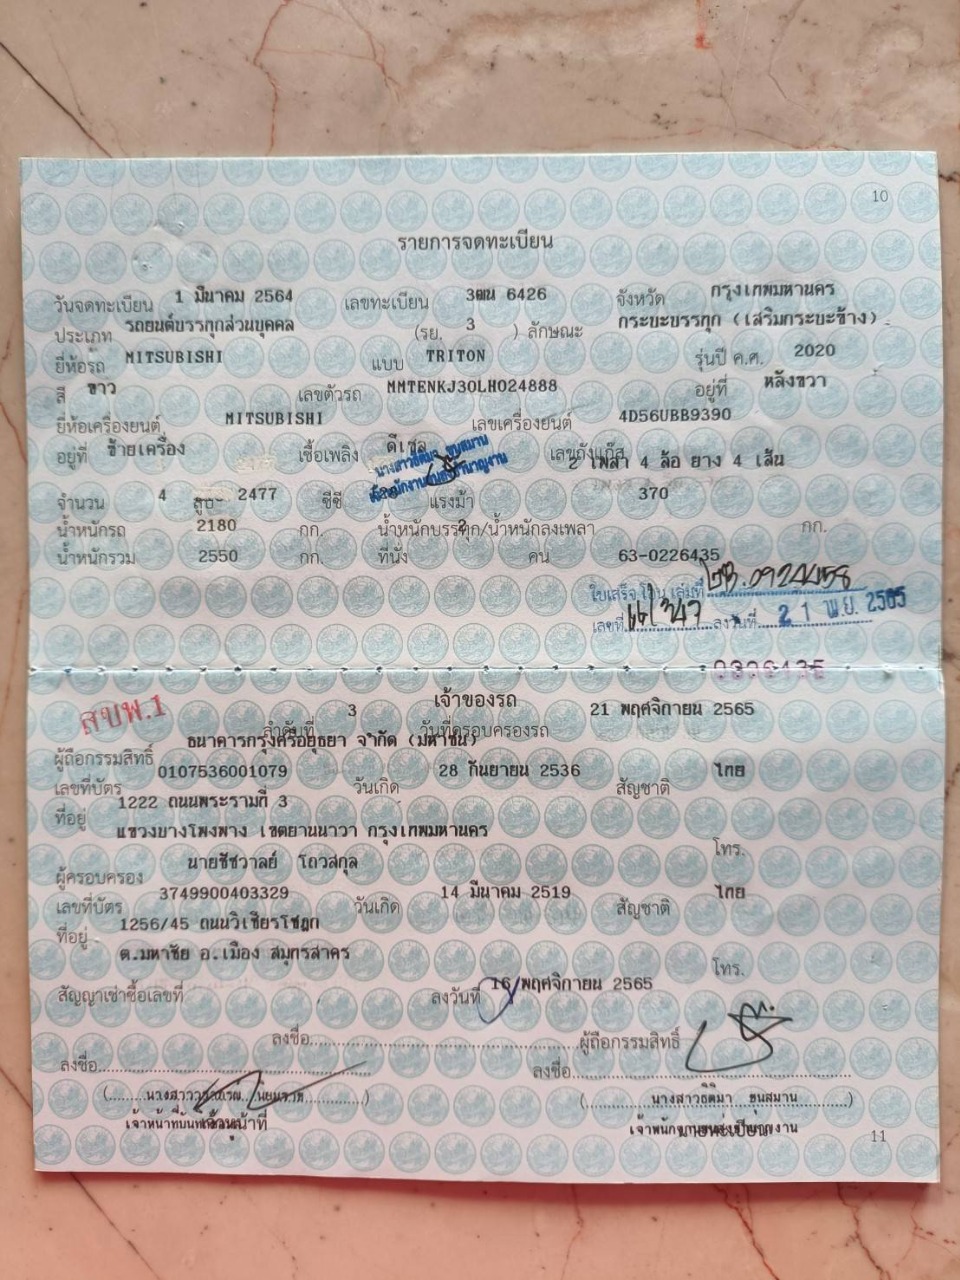 10
รายการจดทะเบียน
วันจดทะเบียน 1 มีนาคม 2564 เลขทะเบียน 3ฒน 6426 จังหวัด กรุงเทพมหานคร
ประเภท รถยนต์บรรทุกส่วนบุคคล (รย. 3 ) ลักษณะ กระบะบรรทุก (เสริมกระบะข้าง)
ยี่ห้อรถ MITSUBISHI แบบ TRITON รุ่นปี ค.ศ. 2020
สี ขาว เลขตัวรถ MMTENKJ30LH024888 อยู่ที่ หลังขวา
ยี่ห้อเครื่องยนต์ MITSUBISHI เลขเครื่องยนต์ 4D56UBB9390
อยู่ที่ ซ้ายเครื่อง เชื้อเพลิง ดีเซล เลขถังแก๊ส
นางสาวธิติมา ขุนสมาน
2 เพลา 4 ล้อ ยาง 4 เส้น
จำนวน 4 สูบ 2477 ซีซี แรงม้า 370
น้ำหนักรถ 2180 กก. น้ำหนักบรรทุก/น้ำหนักลงเพลา กก.
น้ำหนักรวม 2550 กก. ที่นั่ง 2 คน 63-0226435
ใบเสร็จ เล่มที่
เลขที่ 66/347 ลงวันที่ 21 พ.ย. 2565
สบพ.1
เจ้าของรถ
ลำดับที่ 3 วันที่ครอบครองรถ 21 พฤศจิกายน 2565
ผู้ถือกรรมสิทธิ์ ธนาคารกรุงศรีอยุธยา จำกัด (มหาชน)
เลขที่บัตร 0107536001079 วันเกิด 28 กันยายน 2536 สัญชาติ ไทย
ที่อยู่ 1222 ถนนพระรามที่ 3
แขวงบางโพงพาง เขตยานนาวา กรุงเทพมหานคร
โทร.
ผู้ครอบครอง นายชัชวาลย์ โถวสกุล
เลขที่บัตร 3749900403329 วันเกิด 14 มีนาคม 2519 สัญชาติ ไทย
ที่อยู่ 1256/45 ถนนวิเชียรโชฎก
ต.มหาชัย อ.เมือง สมุทรสาคร
โทร.
สัญญาเช่าซื้อเลขที่ ลงวันที่ 16 พฤศจิกายน 2565
ลงชื่อ ผู้ถือกรรมสิทธิ์
ลงชื่อ ลงชื่อ
(นางสาวธิติมา ขุนสมาน)
เจ้าหน้าที่ นายทะเบียน
11